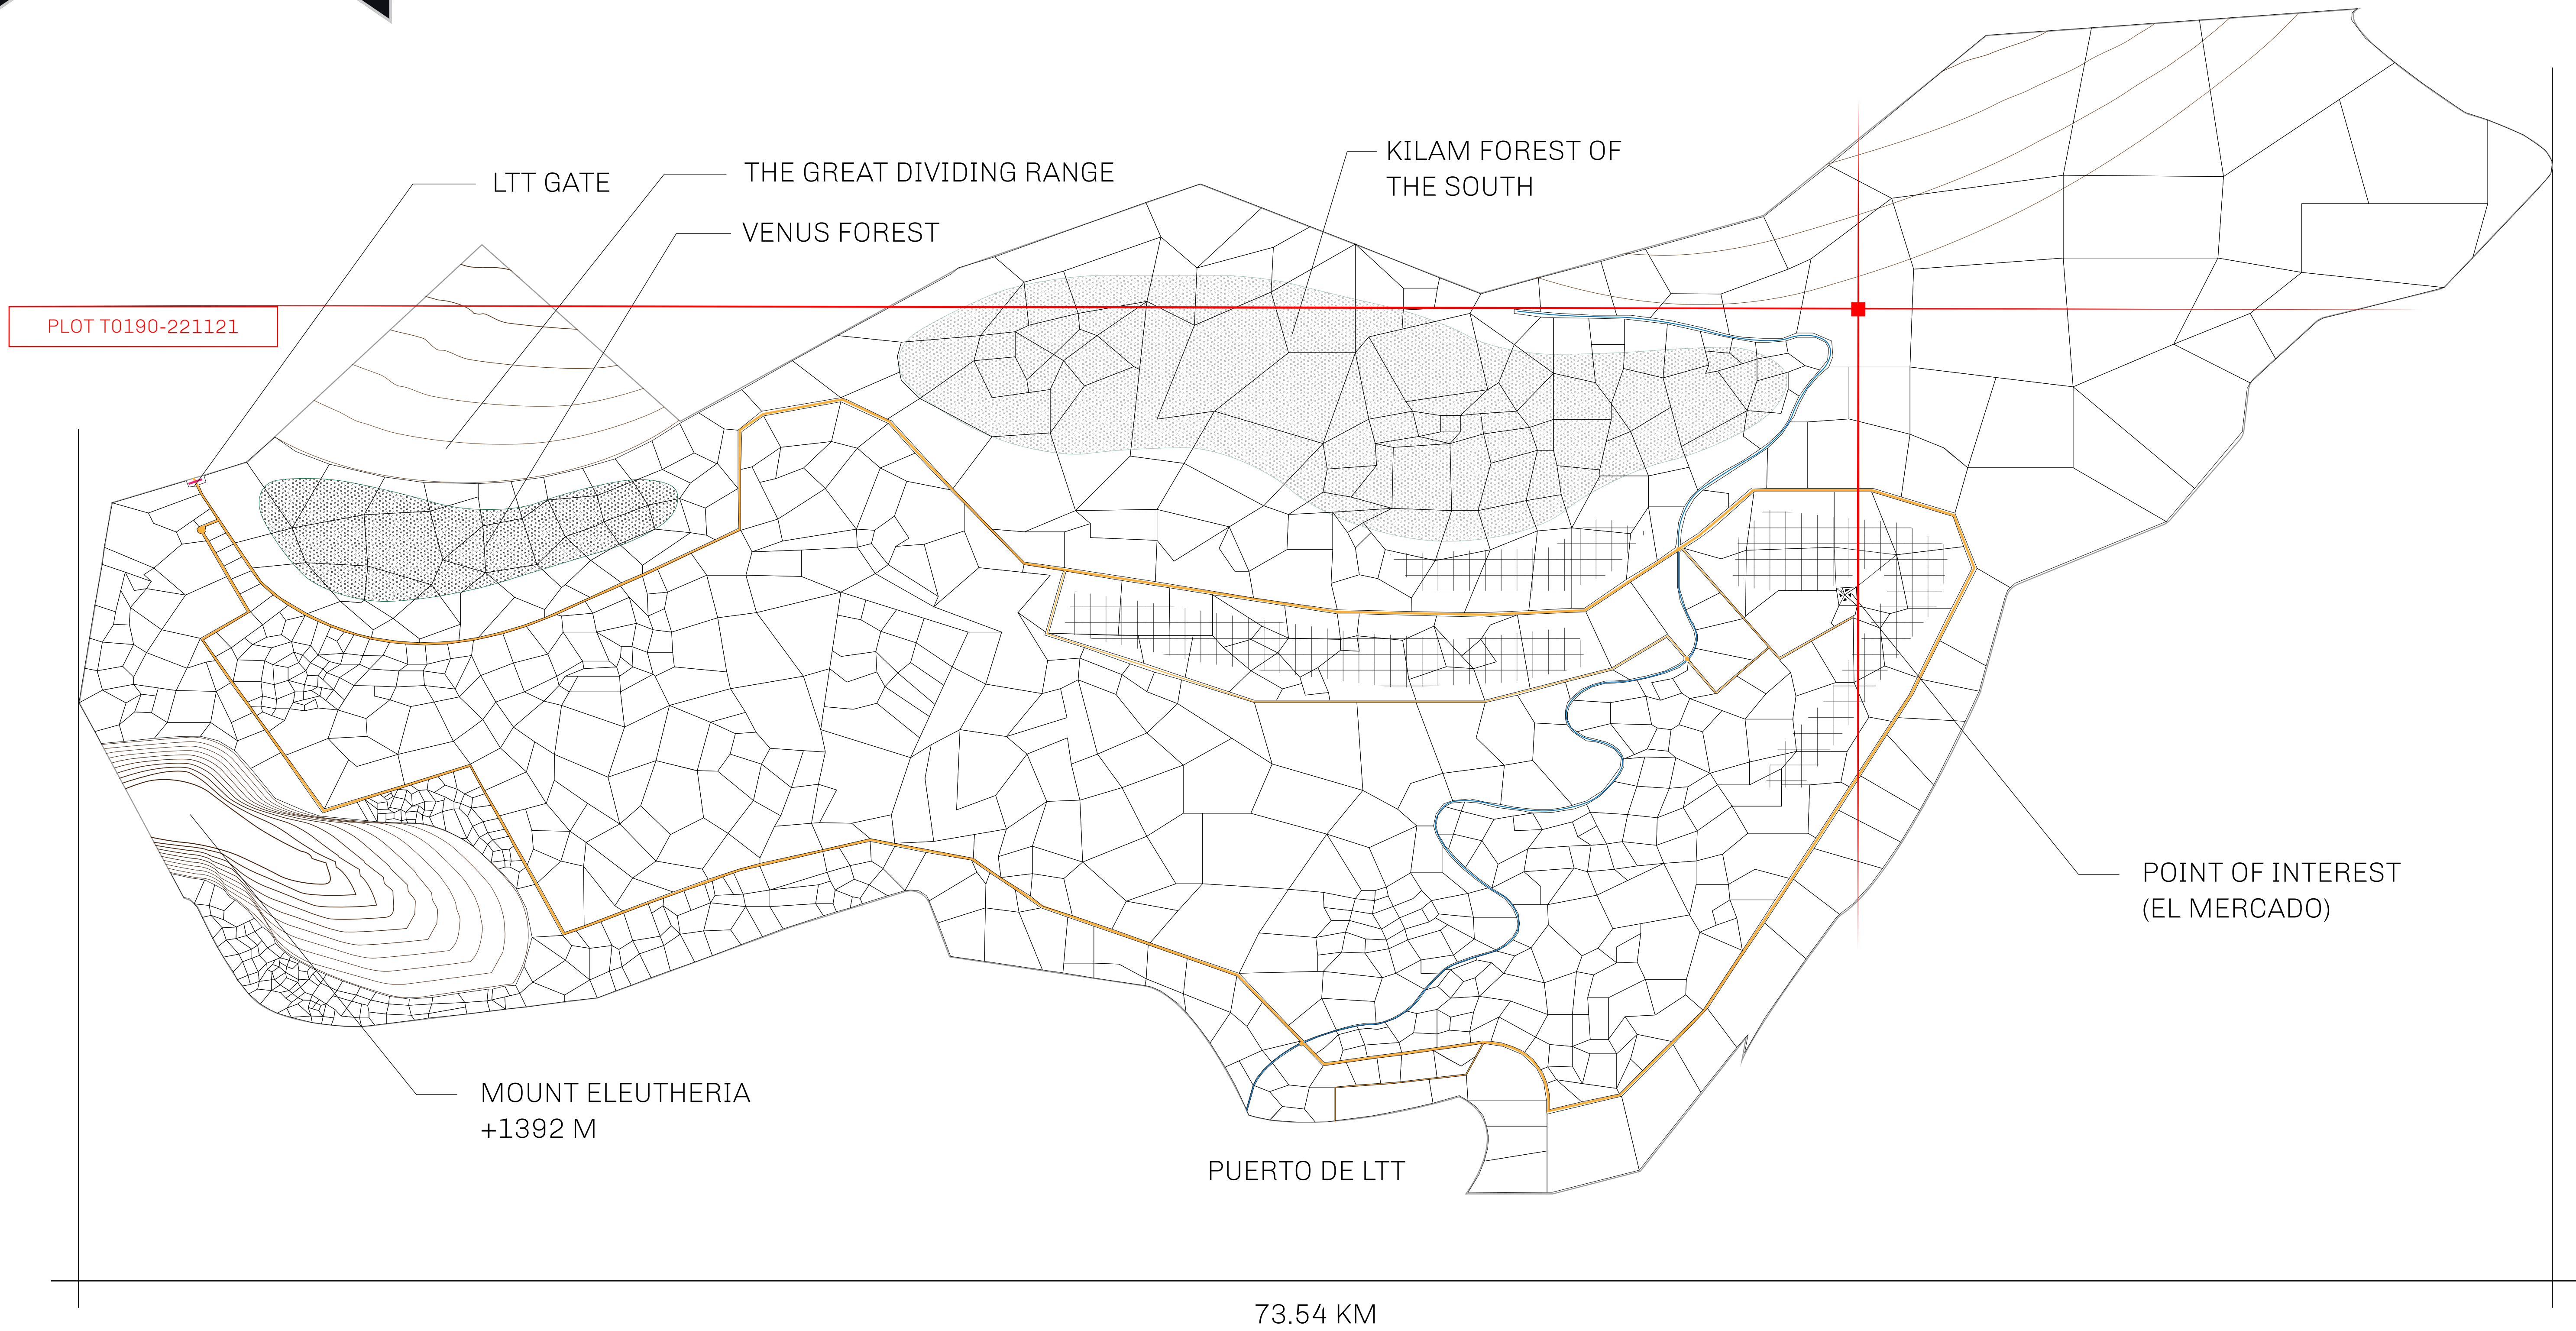 KILAM FOREST OF
THE SOUTH
THE GREAT DIVIDING RANGE
LTT GATE
VENUS FOREST
PLOT T0190-221121
POINT OF INTEREST
(EL MERCADO)
MOUNT ELEUTHERIA
+1392 M
PUERTO DE LTT
73.54 KM